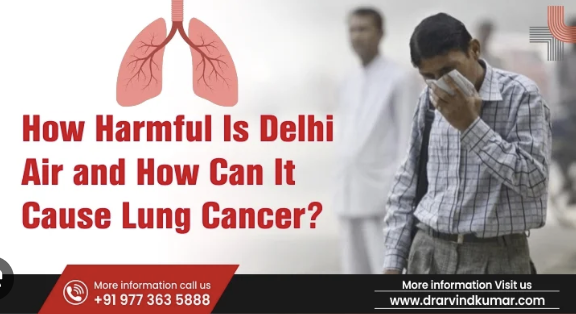 How Harmful Is Delhi
Air and How Can It
Cause Lung Cancer?
More information call us
+91 977 363 5888
More information Visit us
www.drarvindkumar.com